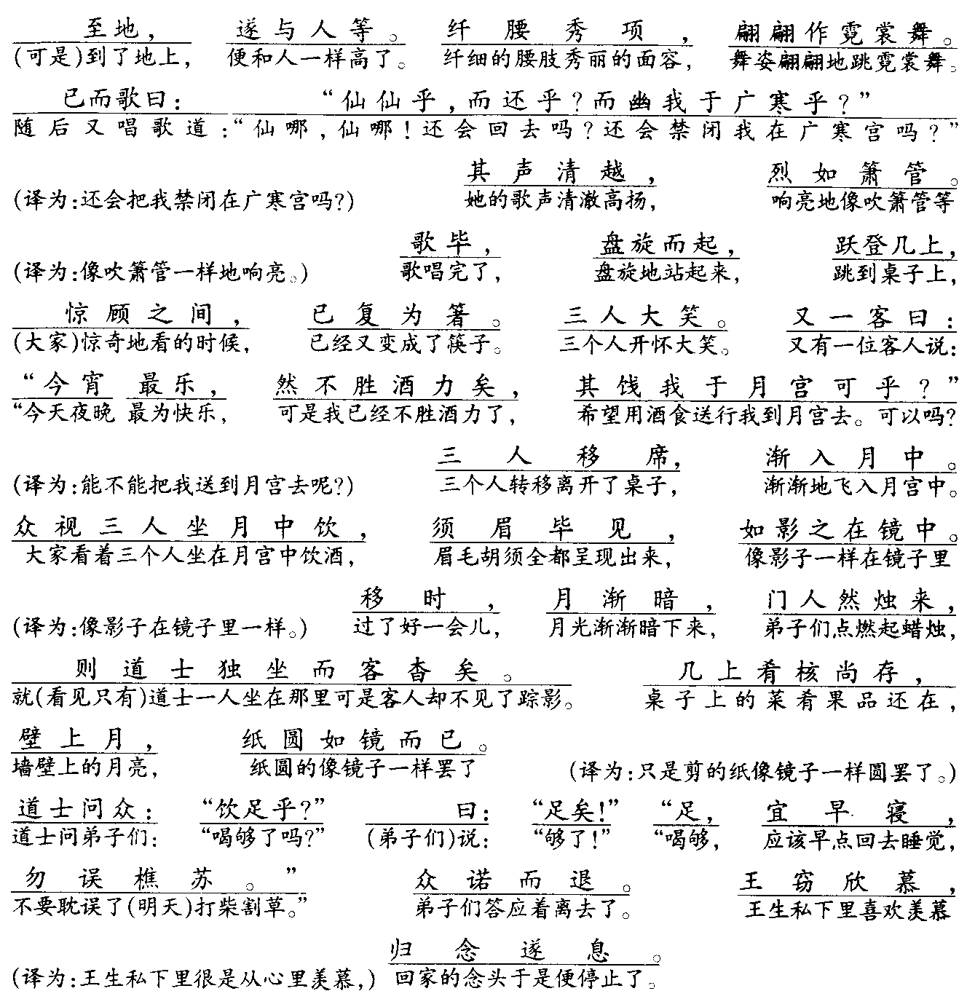 至地， 遂与人等。 纤腰秀项， 翩翩作霓裳舞。
(可是)到了地上， 便和人一样高了。 纤细的腰肢秀丽的面容， 舞姿翩翩地跳霓裳舞。
已而歌曰： “仙仙乎，而还乎？而幽我于广寒乎？”
随后又唱歌道：“仙哪，仙哪！还会回去吗？还会禁闭我在广寒宫吗？”
其声清越， 烈如箫管。
(译为：还会把我禁闭在广寒宫吗？) 她的歌声清澈高扬， 响亮地像吹箫管等
歌毕， 盘旋而起， 跃登几上，
(译为：像吹箫管一样地响亮。) 歌唱完了， 盘旋地站起来， 跳到桌子上，
惊顾之间， 已复为箸。 三人大笑。 又一客曰：
(大家)惊奇地看的时候， 已经又变成了筷子。 三个人开怀大笑。 又有一位客人说：
“今宵 最乐， 然不胜酒力矣， 其饯我于月宫可乎？”
“今天夜晚 最为快乐， 可是我已经不胜酒力了， 希望用酒食送行我到月宫去。可以吗？
三人移席， 渐入月中。
(译为：能不能把我送到月宫去呢？) 三个人转移离开了桌子， 渐渐地飞入月宫中。
众视三人坐月中饮， 须眉毕见， 如影之在镜中。
大家看着三个人坐在月宫中饮酒， 眉毛胡须全都呈现出来， 像影子一样在镜子里
移时， 月渐暗， 门人然烛来，
(译为：像影子在镜子里一样。) 过了好一会儿， 月光渐渐暗下来， 弟子们点燃起蜡烛，
则道士独坐而客杳矣。 几上肴核尚存，
就(看见只有)道士一人坐在那里可是客人却不见了踪影。 桌子上的菜肴果品还在，
壁上月， 纸圆如镜而已。
墙壁上的月亮， 纸圆的像镜子一样罢了 (译为：只是剪的纸像镜子一样圆罢了。)
道士问众： “饮足乎？” 曰： “足矣！” “足， 宜早寝，
道士问弟子们： “喝够了吗？” (弟子们)说： “够了！” “喝够， 应该早点回去睡觉，
勿误樵苏。” 众诺而退。 王窃欣慕，
不要耽误了(明天)打柴割草。” 弟子们答应着离去了。 王生私下里喜欢羡慕
归念遂息。
(译为：王生私下里很是从心里羡慕，) 回家的念头于是便停止了。